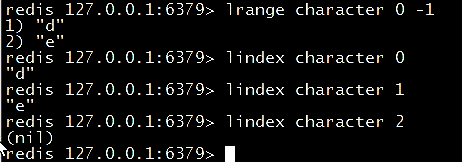 redis 127.0.0.1:6379> lrange character 0 -1
1) "d"
2) "e"
redis 127.0.0.1:6379> lindex character 0
"d"
redis 127.0.0.1:6379> lindex character 1
"e"
redis 127.0.0.1:6379> lindex character 2
(nil)
redis 127.0.0.1:6379>